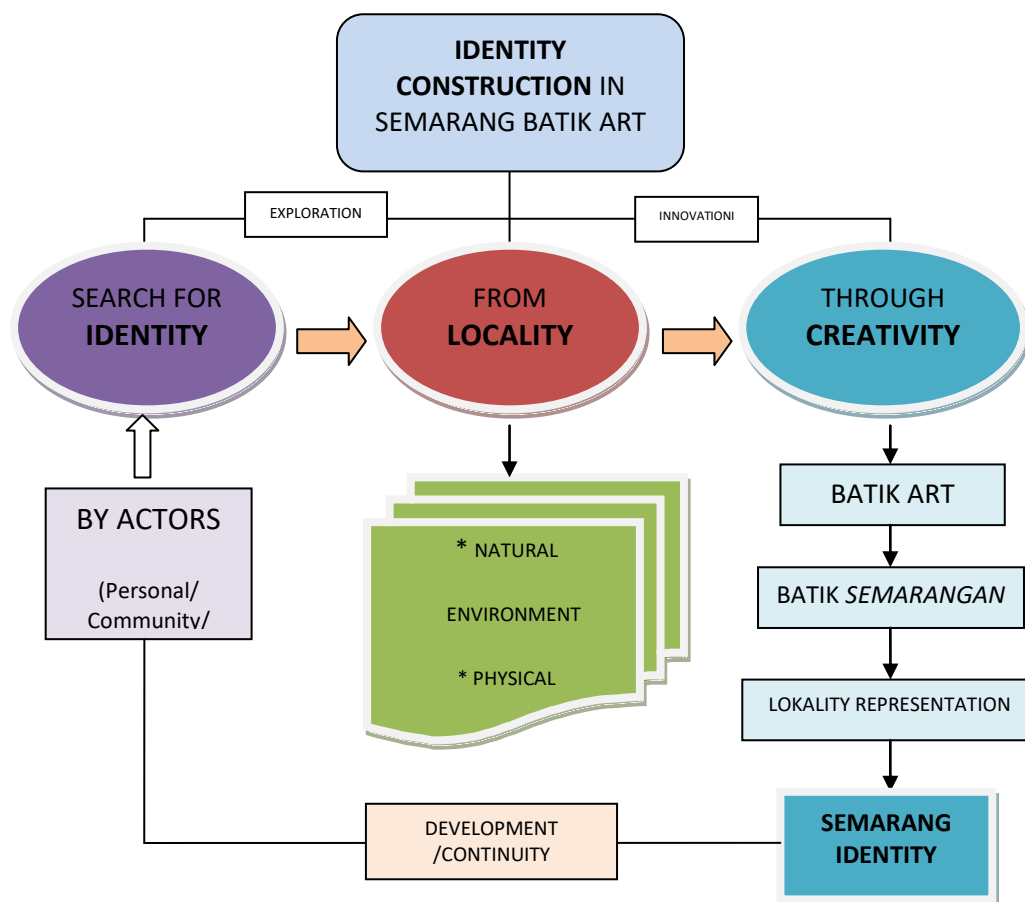 IDENTITY
CONSTRUCTION IN
SEMARANG BATIK ART
EXPLORATION
INNOVATIONI
SEARCH FOR
IDENTITY
FROM
LOCALITY
THROUGH
CREATIVITY
BY ACTORS
(Personal/
Community/
* NATURAL
ENVIRONMENT
* PHYSICAL
BATIK ART
BATIK SEMARANGAN
LOKALITY REPRESENTATION
SEMARANG
IDENTITY
DEVELOPMENT
/CONTINUITY